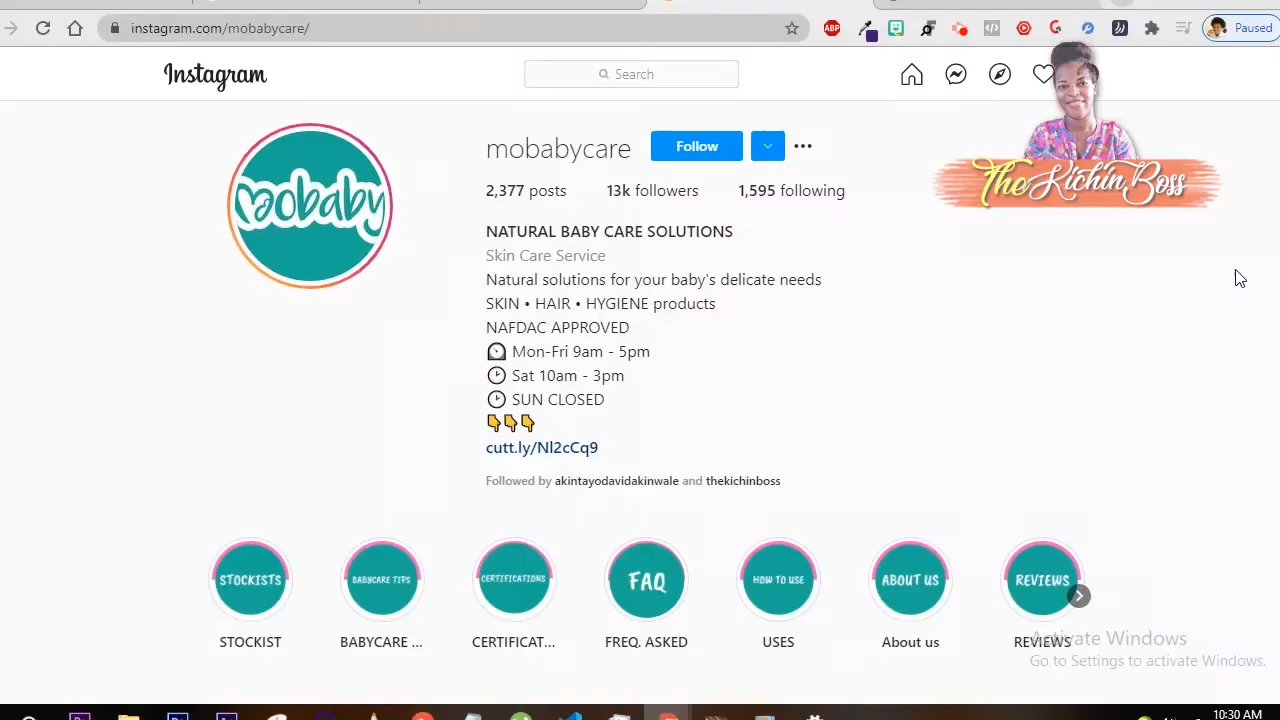 instagram.com/mobabycare/
ABP
Paused
Instagram
Search
TheKichinBoss
mobaby
mobabycare
Follow
2,377 posts 13k followers 1,595 following
NATURAL BABY CARE SOLUTIONS
Skin Care Service
Natural solutions for your baby's delicate needs
SKIN • HAIR • HYGIENE products
NAFDAC APPROVED
Mon-Fri 9am - 5pm
Sat 10am - 3pm
SUN CLOSED
cutt.ly/Nl2cCq9
Followed by akintayodavidakinwale and thekichinboss
STOCKISTS BABYCARE TIPS CERTIFICATIONS FAQ HOW TO USE ABOUT US REVIEWS
STOCKIST BABYCARE ... CERTIFICAT... FREQ. ASKED USES About us REVIEWS
Activate Windows
Go to Settings to activate Windows.
10:30 AM